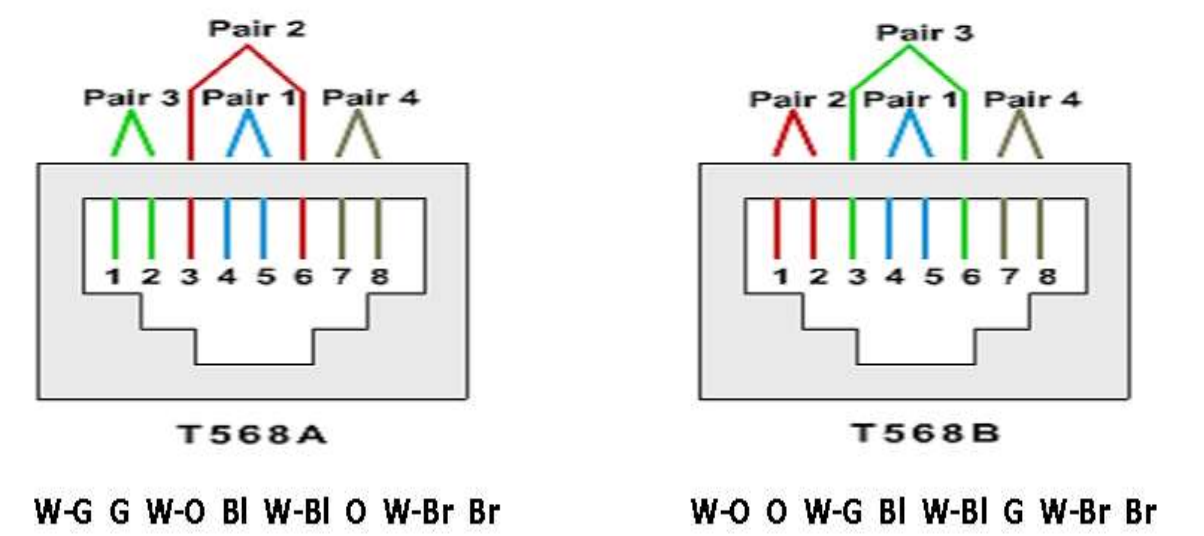 Pair 2
Pair 3 Pair 1 Pair 4
1 2 3 4 5 6 7 8
T568A
W-G G W-O Bl W-Bl O W-Br Br
Pair 3
Pair 2 Pair 1 Pair 4
1 2 3 4 5 6 7 8
T568B
W-O O W-G Bl W-Bl G W-Br Br